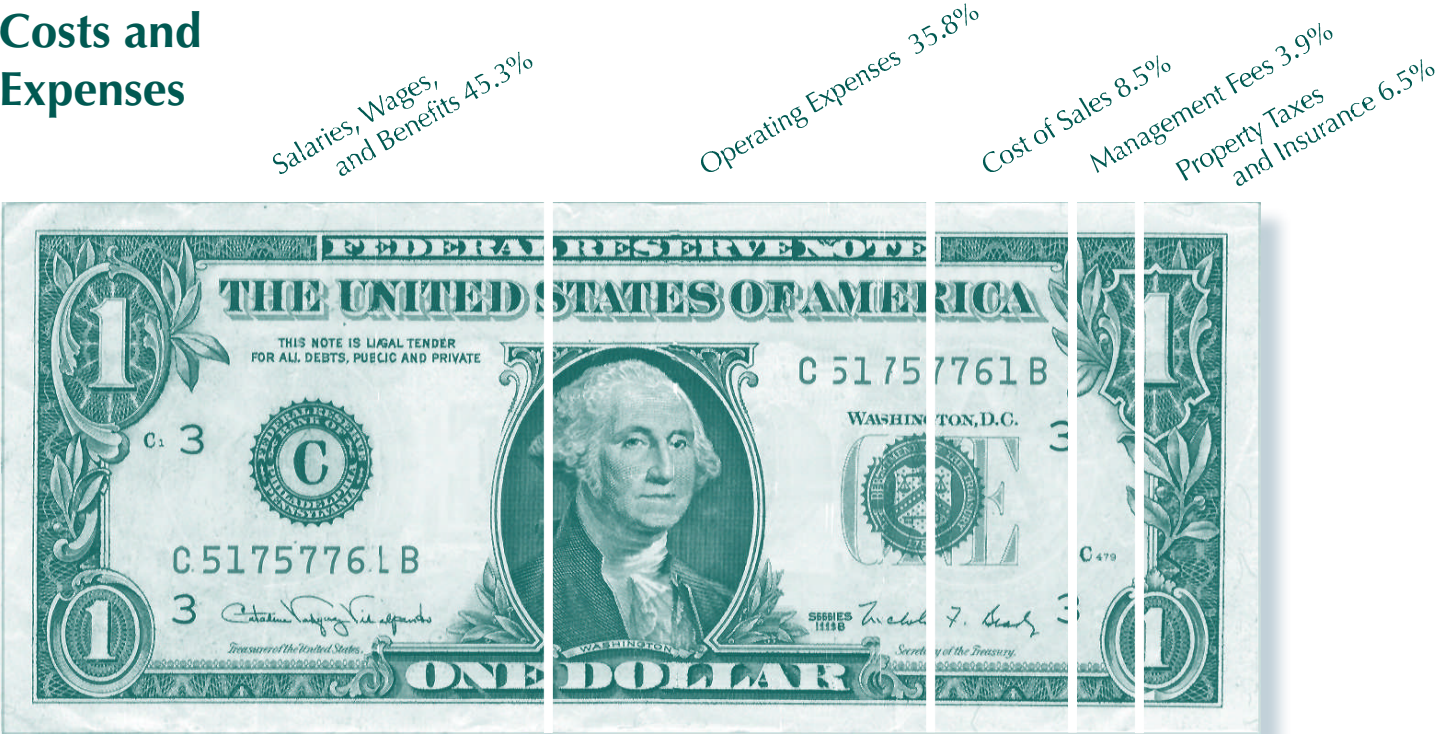 Costs and
Expenses
Salaries, Wages,
and Benefits 45.3%
Operating Expenses 35.8%
Cost of Sales 8.5%
Management Fees 3.9%
Property Taxes
and Insurance 6.5%
FEDERAL RESERVE NOTE
THE UNITED STATES OF AMERICA
THIS NOTE IS LEGAL TENDER
FOR ALL DEBTS, PUBLIC AND PRIVATE
1
1
C 51757761 B
WASHINGTON, D.C.
C1 3
3
C
ONE
C 51757761 B
C 479
3
3
SERIES
Treasurer of the United States.
WASHINGTON
Secretary of the Treasury.
1
ONE DOLLAR
1